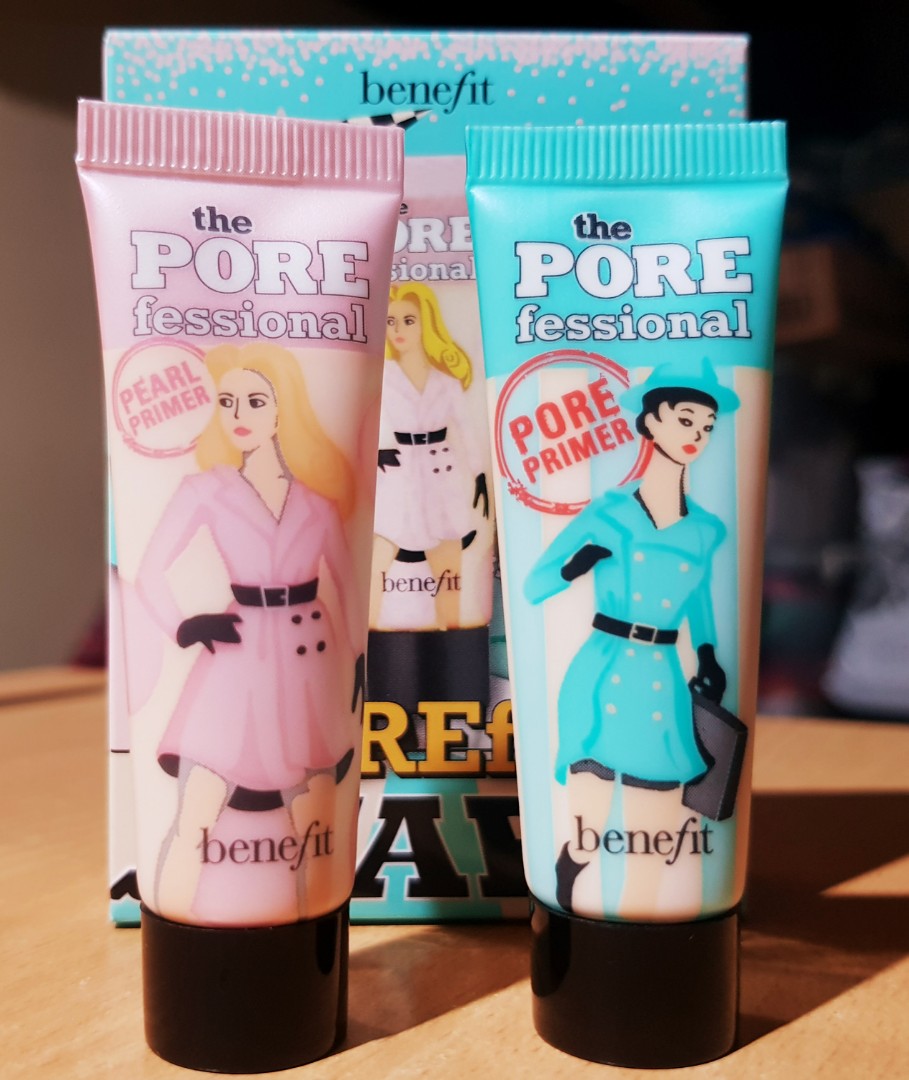 benefit
the
PORE
fessional
PEARL
PRIMER
benefit
the
PORE
fessional
PORE
PRIMER
benefit
benefit